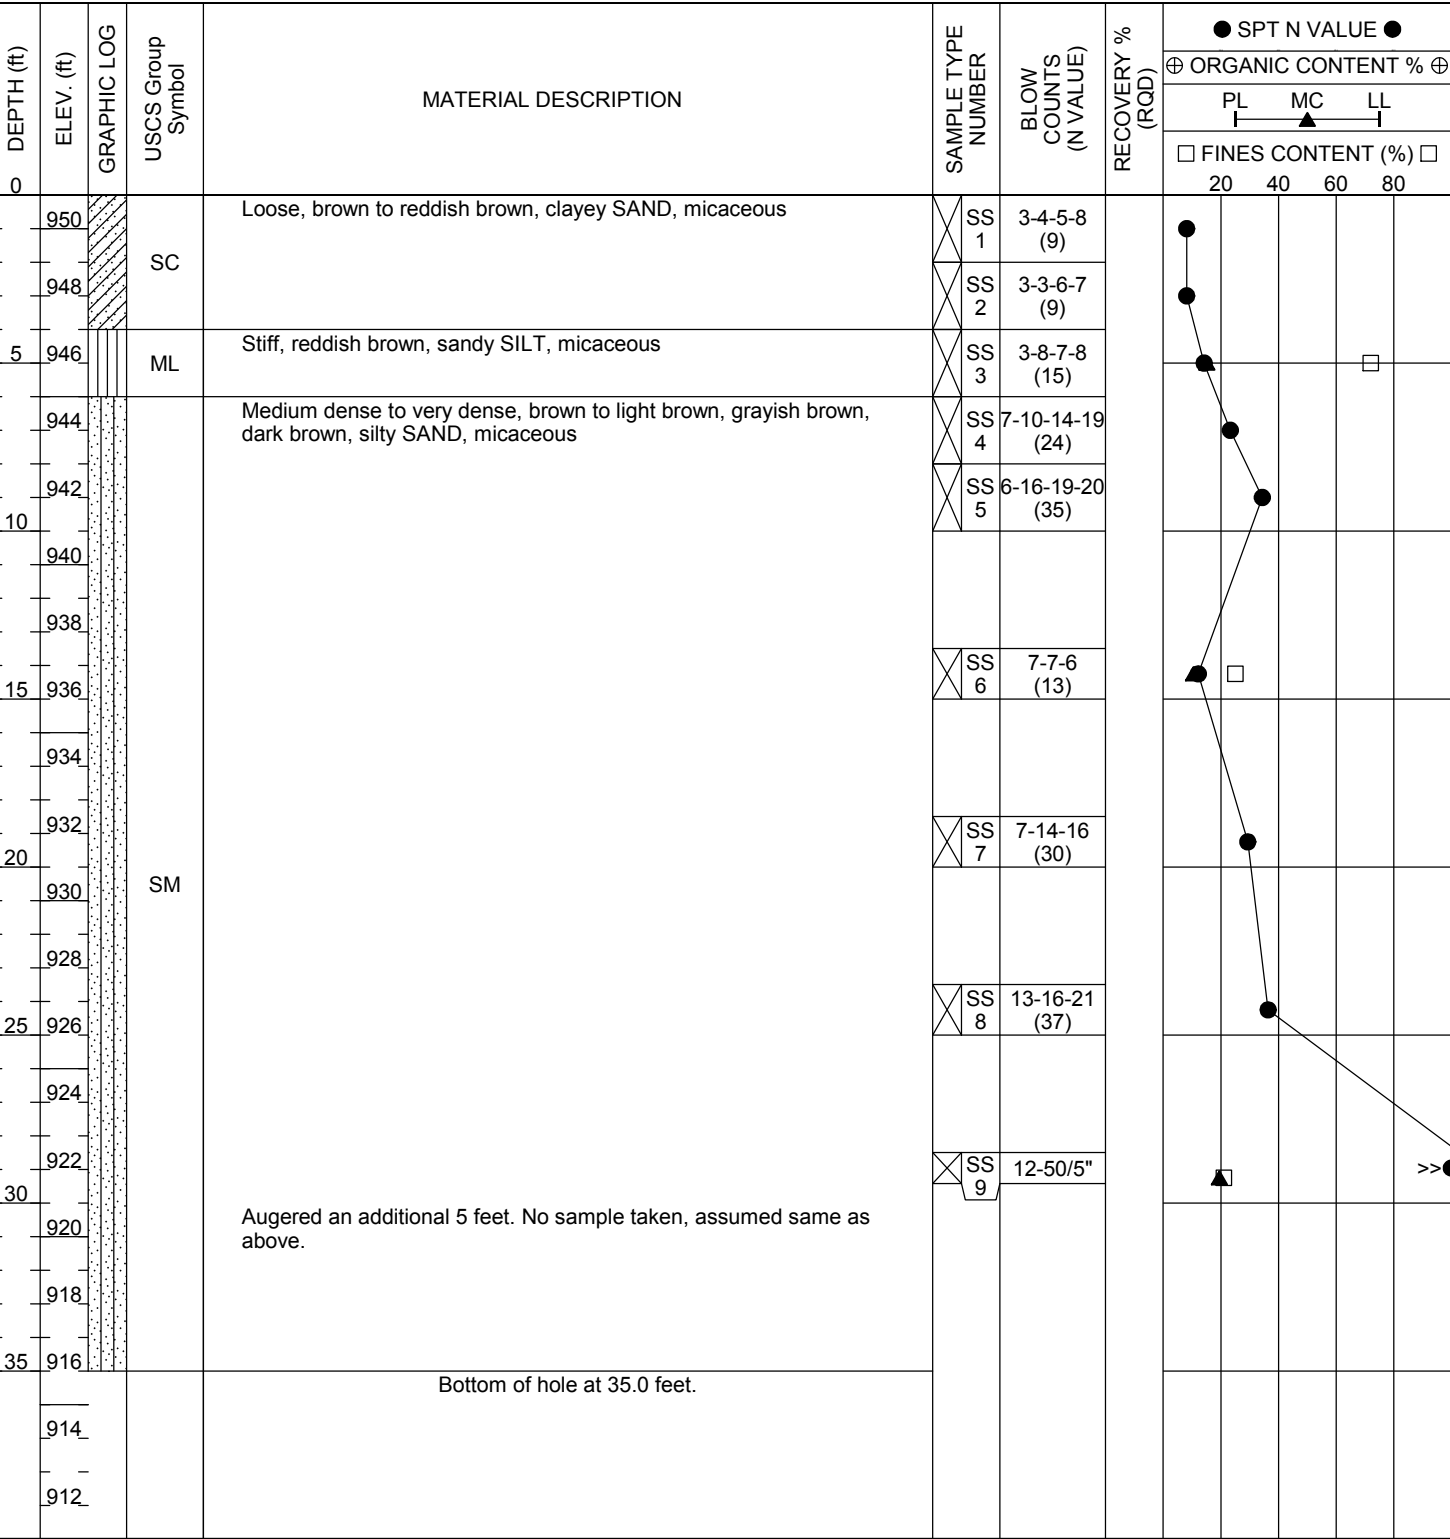 DEPTH (ft)
ELEV. (ft)
GRAPHIC LOG
USCS Group
Symbol
MATERIAL DESCRIPTION
SAMPLE TYPE
NUMBER
BLOW
COUNTS
(N VALUE)
RECOVERY %
(RQD)
● SPT N VALUE ●
⊕ ORGANIC CONTENT % ⊕
PL MC LL
□ FINES CONTENT (%) □
20 40 60 80
0
950
SC
Loose, brown to reddish brown, clayey SAND, micaceous
SS
1
3-4-5-8
(9)
948
SS
2
3-3-6-7
(9)
5
946
ML
Stiff, reddish brown, sandy SILT, micaceous
SS
3
3-8-7-8
(15)
944
Medium dense to very dense, brown to light brown, grayish brown,
dark brown, silty SAND, micaceous
SS
4
7-10-14-19
(24)
942
SS
5
6-16-19-20
(35)
10
940
938
SS
6
7-7-6
(13)
15
936
934
932
SS
7
7-14-16
(30)
20
930
SM
928
SS
8
13-16-21
(37)
25
926
924
922
SS
9
12-50/5"
>>
30
920
Augered an additional 5 feet. No sample taken, assumed same as
above.
918
35
916
Bottom of hole at 35.0 feet.
914
912